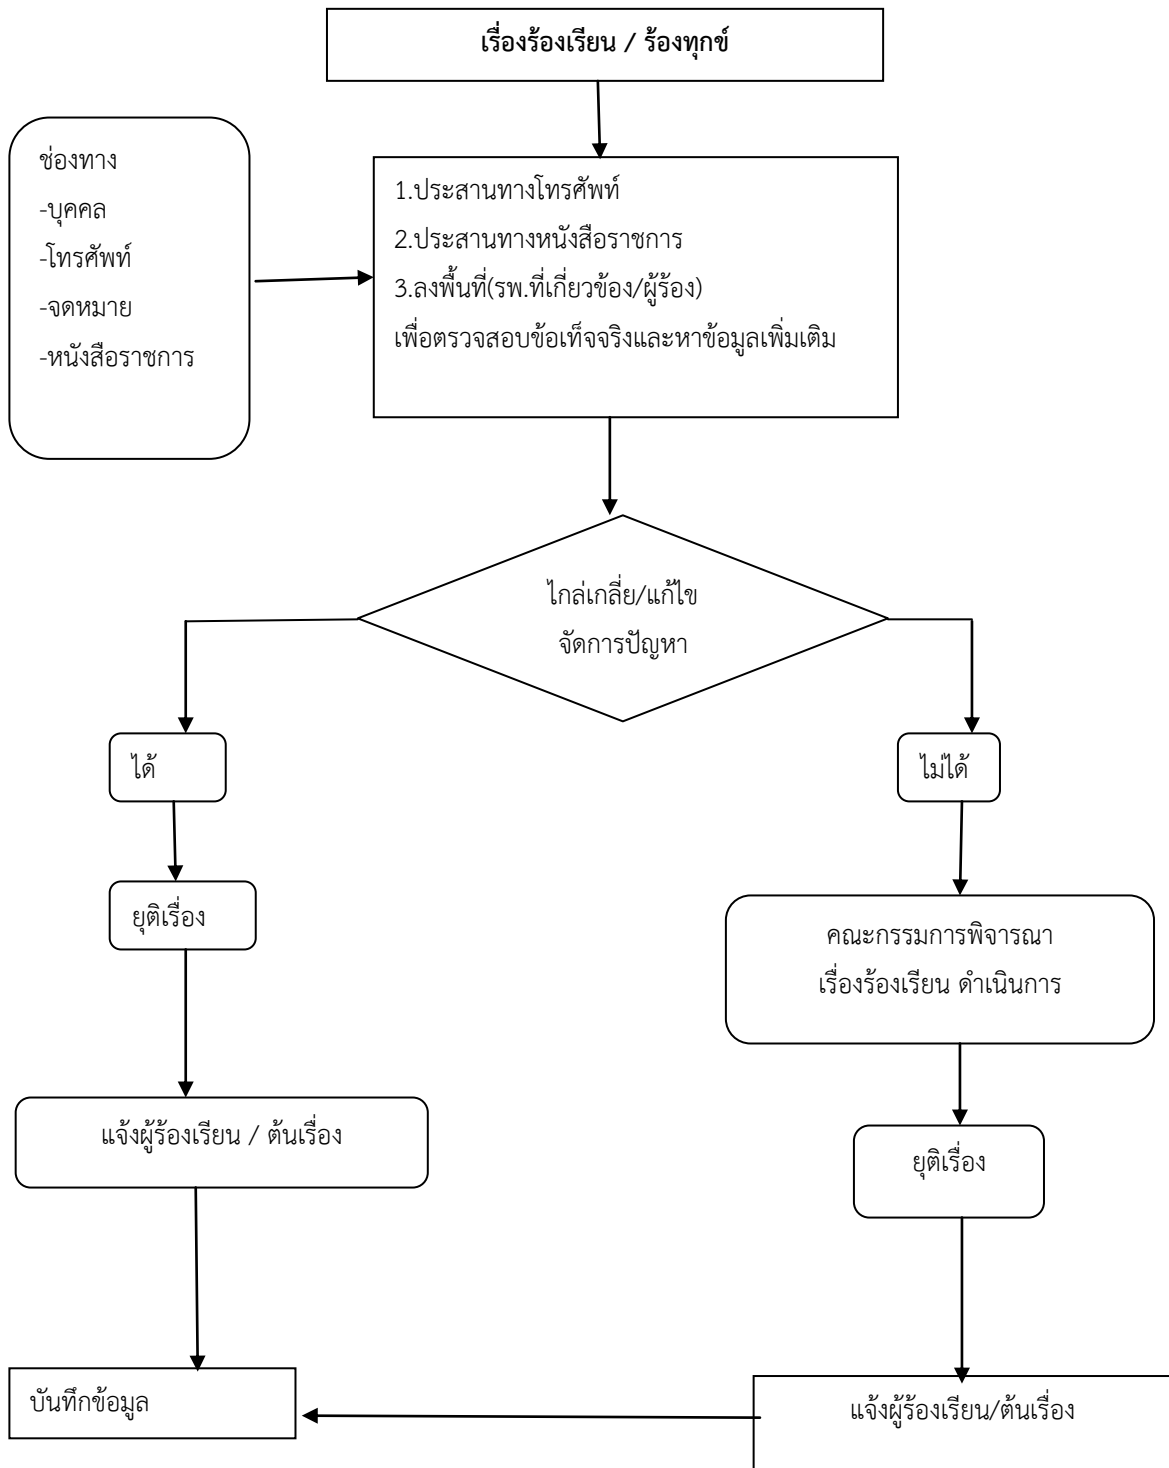 เรื่องร้องเรียน / ร้องทุกข์
ช่องทาง
-บุคคล
-โทรศัพท์
-จดหมาย
-หนังสือราชการ
1.ประสานทางโทรศัพท์
2.ประสานทางหนังสือราชการ
3.ลงพื้นที่(รพ.ที่เกี่ยวข้อง/ผู้ร้อง)
เพื่อตรวจสอบข้อเท็จจริงและหาข้อมูลเพิ่มเติม
ไกล่เกลี่ย/แก้ไข
จัดการปัญหา
ได้
ไม่ได้
ยุติเรื่อง
คณะกรรมการพิจารณา
เรื่องร้องเรียน ดำเนินการ
แจ้งผู้ร้องเรียน / ต้นเรื่อง
ยุติเรื่อง
บันทึกข้อมูล
แจ้งผู้ร้องเรียน/ต้นเรื่อง